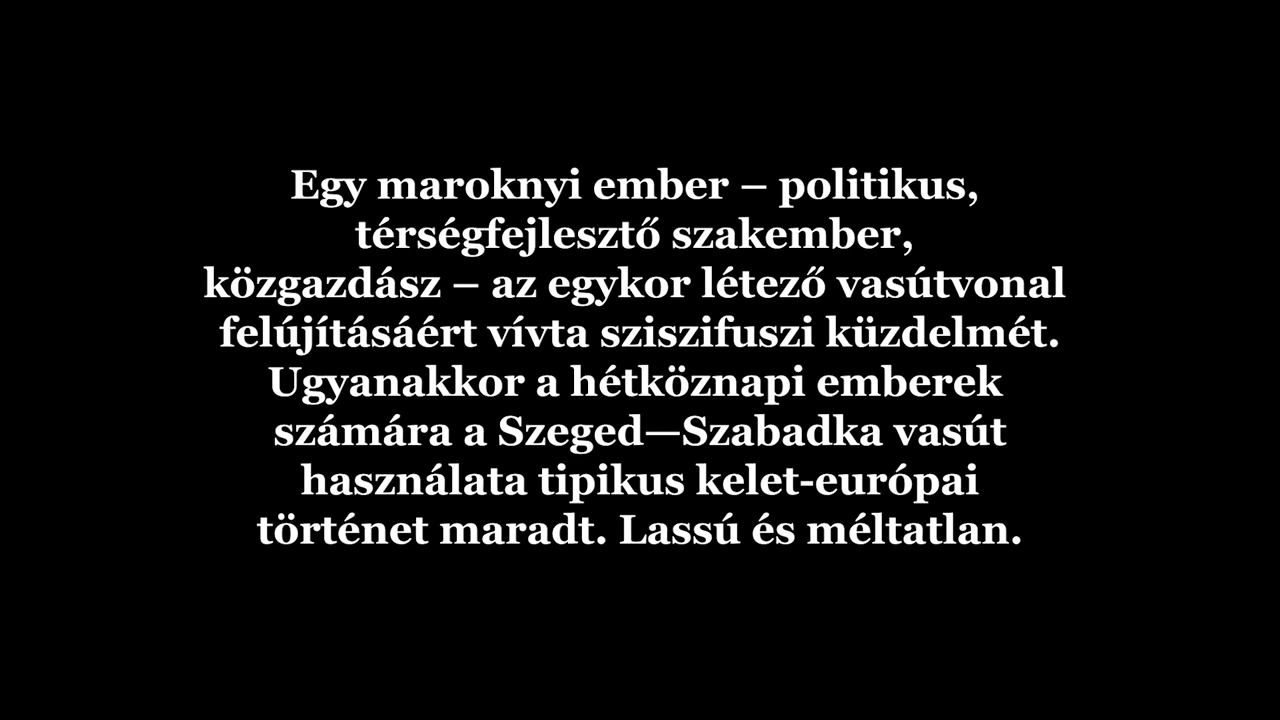 Egy maroknyi ember – politikus,
térségfejlesztő szakember,
közgazdász – az egykor létező vasútvonal
felújításáért vívta sziszifuszi küzdelmét.
Ugyanakkor a hétköznapi emberek
számára a Szeged—Szabadka vasút
használata tipikus kelet-európai
történet maradt. Lassú és méltatlan.